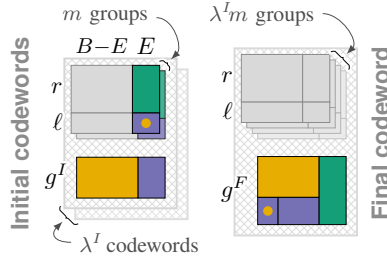 m groups
λ^I m groups
B−E E
r
ℓ
g^I
r
ℓ
g^F
λ^I codewords
Initial codewords
Final codewords